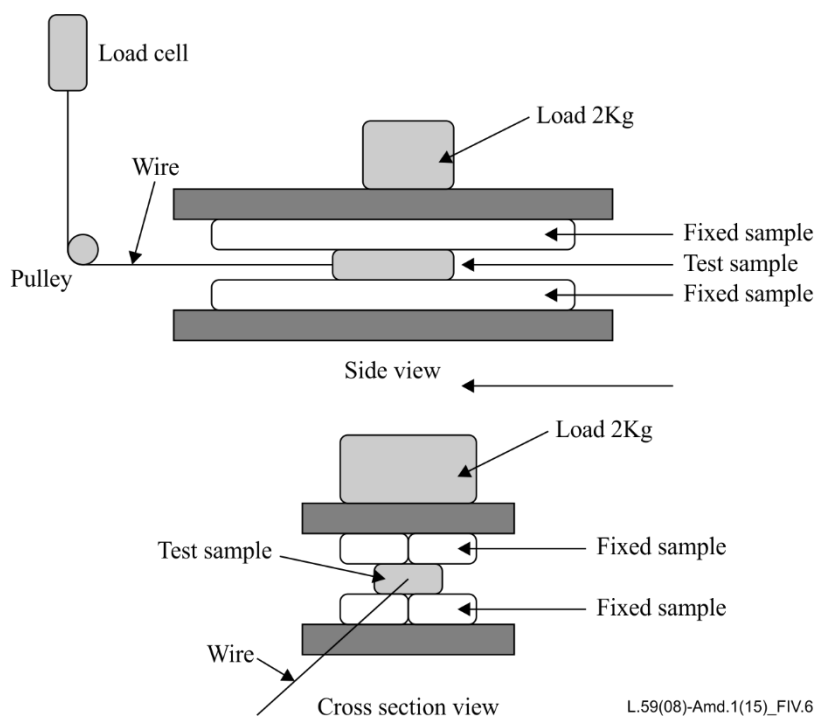 Load cell
Load 2Kg
Wire
Fixed sample
Test sample
Pulley
Fixed sample
Side view
Load 2Kg
Test sample
Fixed sample
Fixed sample
Wire
Cross section view
L.59(08)-Amd.1(15)_FIV.6